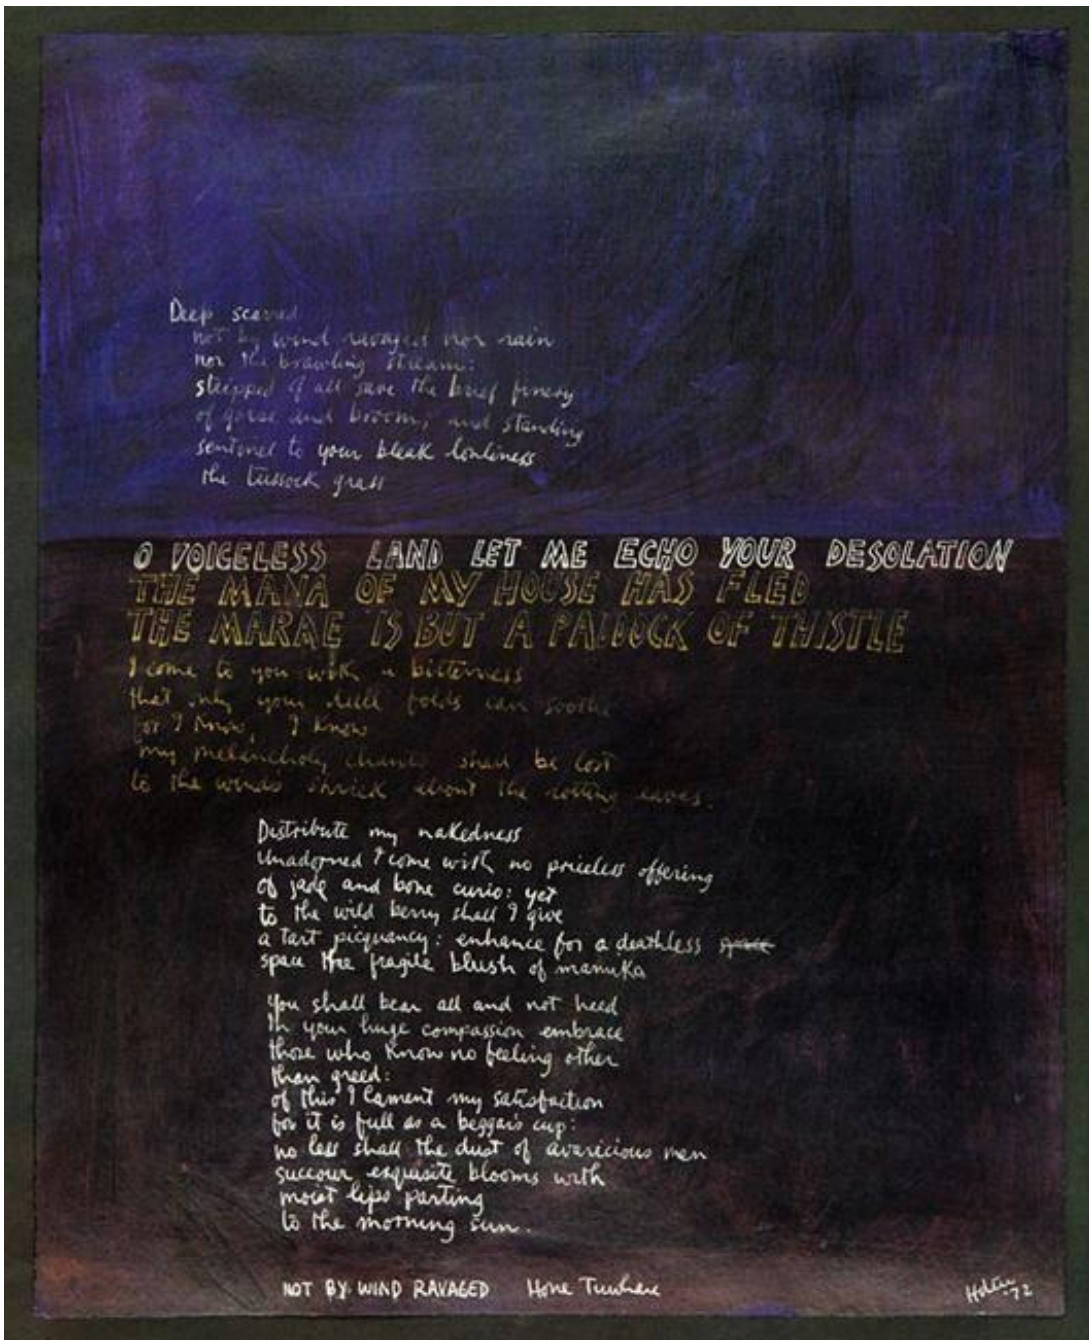 Deep scarred
not by wind ravaged nor rain
nor the brawling stream:
stripped of all save the brief finery
of gorse and broom; and standing
sentinel to your bleak lonliness
the tussock grass
O VOICELESS LAND LET ME ECHO YOUR DESOLATION
THE MANA OF MY HOUSE HAS FLED
THE MARAE IS BUT A PADDOCK OF THISTLE
I come to you with a bitterness
that only your dull folds can soothe
for I know, I know
my melancholy chants shall be lost
to the winds shriek about the rotting eaves.
Distribute my nakedness
Unadorned I come with no priceless offering
of jade and bone curio: yet
to the wild berry shall I give
a tart picquancy: enhance for a deathless space
space the fragile blush of manuka
You shall bear all and not heed
In your huge compassion embrace
those who know no feeling other
than greed:
of this I lament my satisfaction
for it is full as a beggar's cup:
no less shall the dust of avaricious men
succour exquisite blooms with
moist lips parting
to the morning sun.
NOT BY WIND RAVAGED Hone Tuwhare
Hotere '72